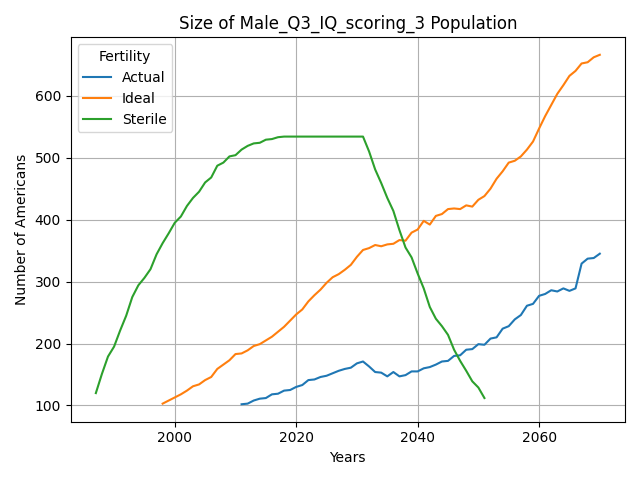 Size of Male_Q3_IQ_scoring_3 Population
Fertility
Actual
Ideal
Sterile
Number of Americans
600
500
400
300
200
100
2000
2020
2040
2060
Years